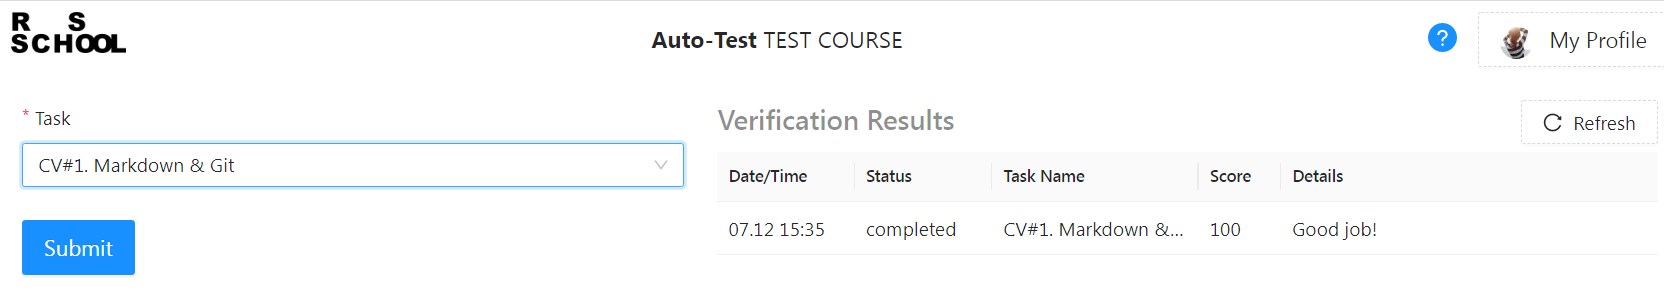 R S
SCHOOL
Auto-Test TEST COURSE
?
My Profile
* Task
CV#1. Markdown & Git
Submit
Verification Results
Refresh
Date/Time Status Task Name Score Details
07.12 15:35 completed CV#1. Markdown &... 100 Good job!